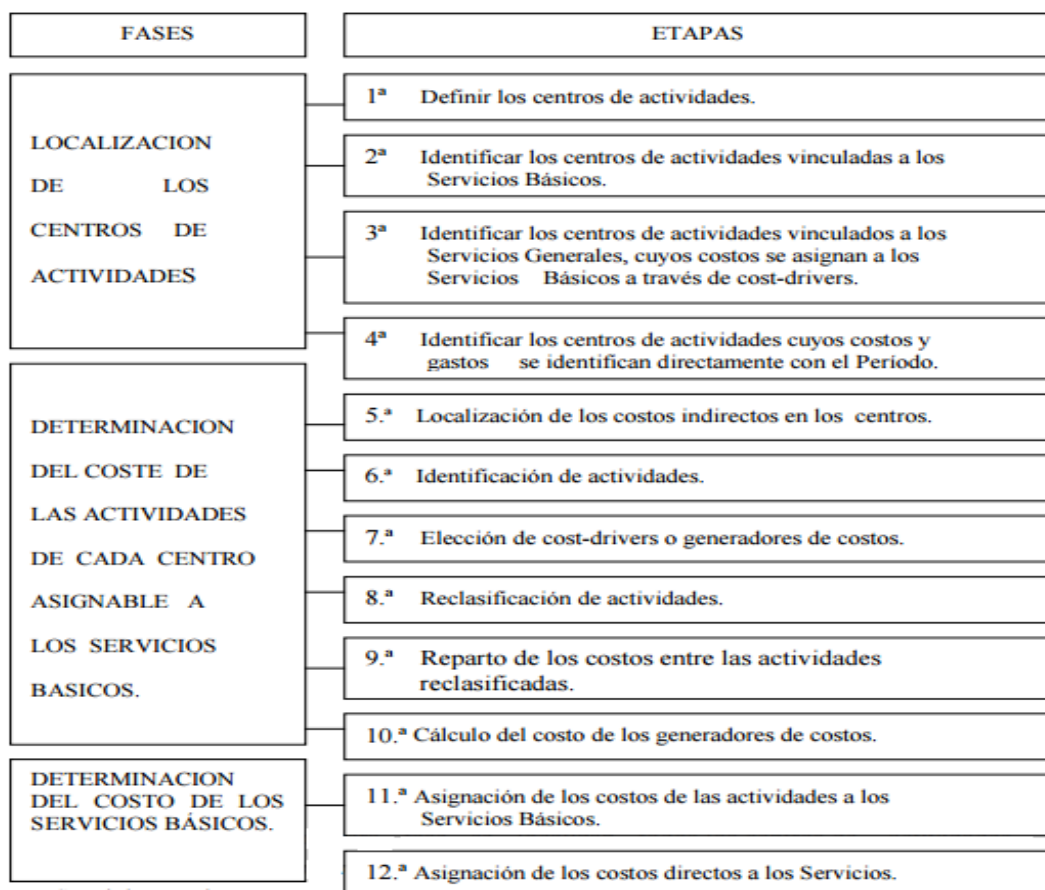 FASES
ETAPAS
LOCALIZACION
DE LOS
CENTROS DE
ACTIVIDADES
1ª Definir los centros de actividades.
2ª Identificar los centros de actividades vinculadas a los
Servicios Básicos.
3ª Identificar los centros de actividades vinculados a los
Servicios Generales, cuyos costos se asignan a los
Servicios Básicos a través de cost-drivers.
4ª Identificar los centros de actividades cuyos costos y
gastos se identifican directamente con el Período.
DETERMINACION
DEL COSTE DE
LAS ACTIVIDADES
DE CADA CENTRO
ASIGNABLE A
LOS SERVICIOS
BASICOS.
5.ª Localización de los costos indirectos en los centros.
6.ª Identificación de actividades.
7.ª Elección de cost-drivers o generadores de costos.
8.ª Reclasificación de actividades.
9.ª Reparto de los costos entre las actividades
reclasificadas.
10.ª Cálculo del costo de los generadores de costos.
DETERMINACION
DEL COSTO DE LOS
SERVICIOS BÁSICOS.
11.ª Asignación de los costos de las actividades a los
Servicios Básicos.
12.ª Asignación de los costos directos a los Servicios.